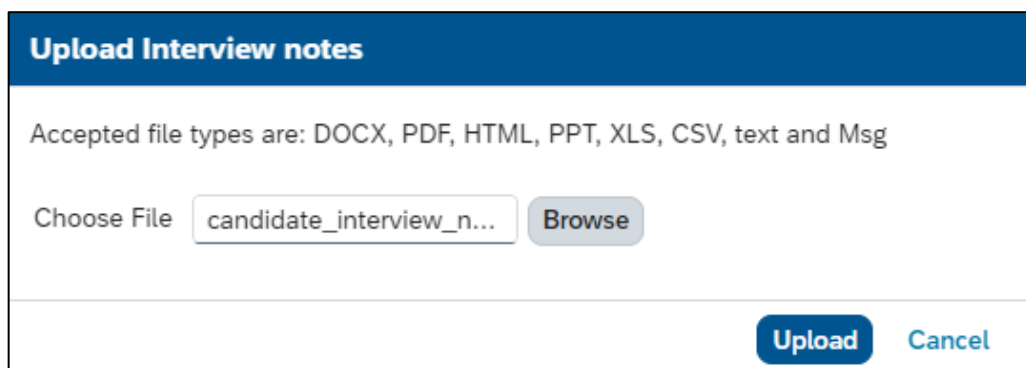 Upload Interview notes
Accepted file types are: DOCX, PDF, HTML, PPT, XLS, CSV, text and Msg
Choose File candidate_interview_n... Browse
Upload Cancel